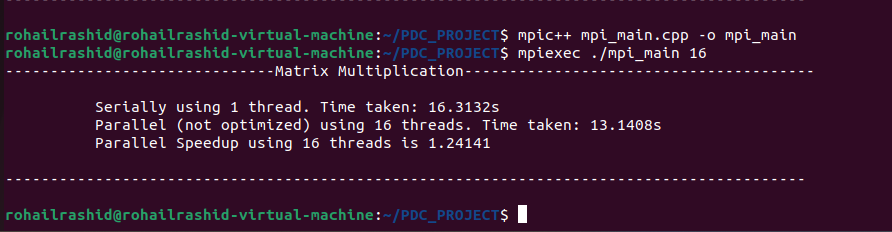 rohailrashid@rohailrashid-virtual-machine:~/PDC_PROJECT$ mpic++ mpi_main.cpp -o mpi_main
rohailrashid@rohailrashid-virtual-machine:~/PDC_PROJECT$ mpiexec ./mpi_main 16
------------------------------Matrix Multiplication---------------------------------------
Serially using 1 thread. Time taken: 16.3132s
Parallel (not optimized) using 16 threads. Time taken: 13.1408s
Parallel Speedup using 16 threads is 1.24141
-----------------------------------------------------------------------------------------
rohailrashid@rohailrashid-virtual-machine:~/PDC_PROJECT$